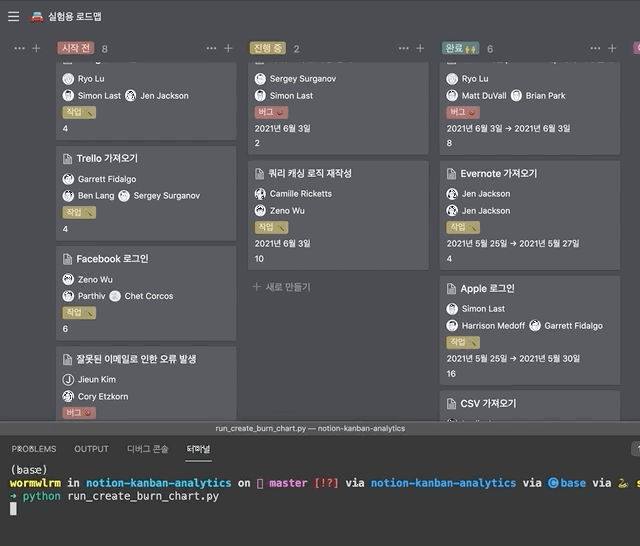 실험용 로드맵
시작 전 8
Ryo Lu
Simon Last Jen Jackson
작업
4
Trello 가져오기
Garrett Fidalgo
Ben Lang Sergey Surganov
작업
4
Facebook 로그인
Zeno Wu
Parthiv Chet Corcos
작업
6
잘못된 이메일로 인한 오류 발생
Jieun Kim
Cory Etzkorn
버그
진행 중 2
Sergey Surganov
Simon Last
버그
2021년 6월 3일
2
쿼리 캐싱 로직 재작성
Camille Ricketts
Zeno Wu
작업
2021년 6월 3일
10
새로 만들기
완료 6
Ryo Lu
Matt DuVall Brian Park
버그
2021년 6월 3일 → 2021년 6월 3일
8
Evernote 가져오기
Jen Jackson
Jen Jackson
작업
2021년 5월 25일 → 2021년 5월 27일
4
Apple 로그인
Simon Last
Harrison Medoff Garrett Fidalgo
작업
2021년 5월 25일 → 2021년 5월 30일
16
CSV 가져오기
run_create_burn_chart.py — notion-kanban-analytics
PROBLEMS OUTPUT 디버그 콘솔 터미널
(base)
wormwlrm in notion-kanban-analytics on master [!?] via notion-kanban-analytics via C base via s
→ python run_create_burn_chart.py